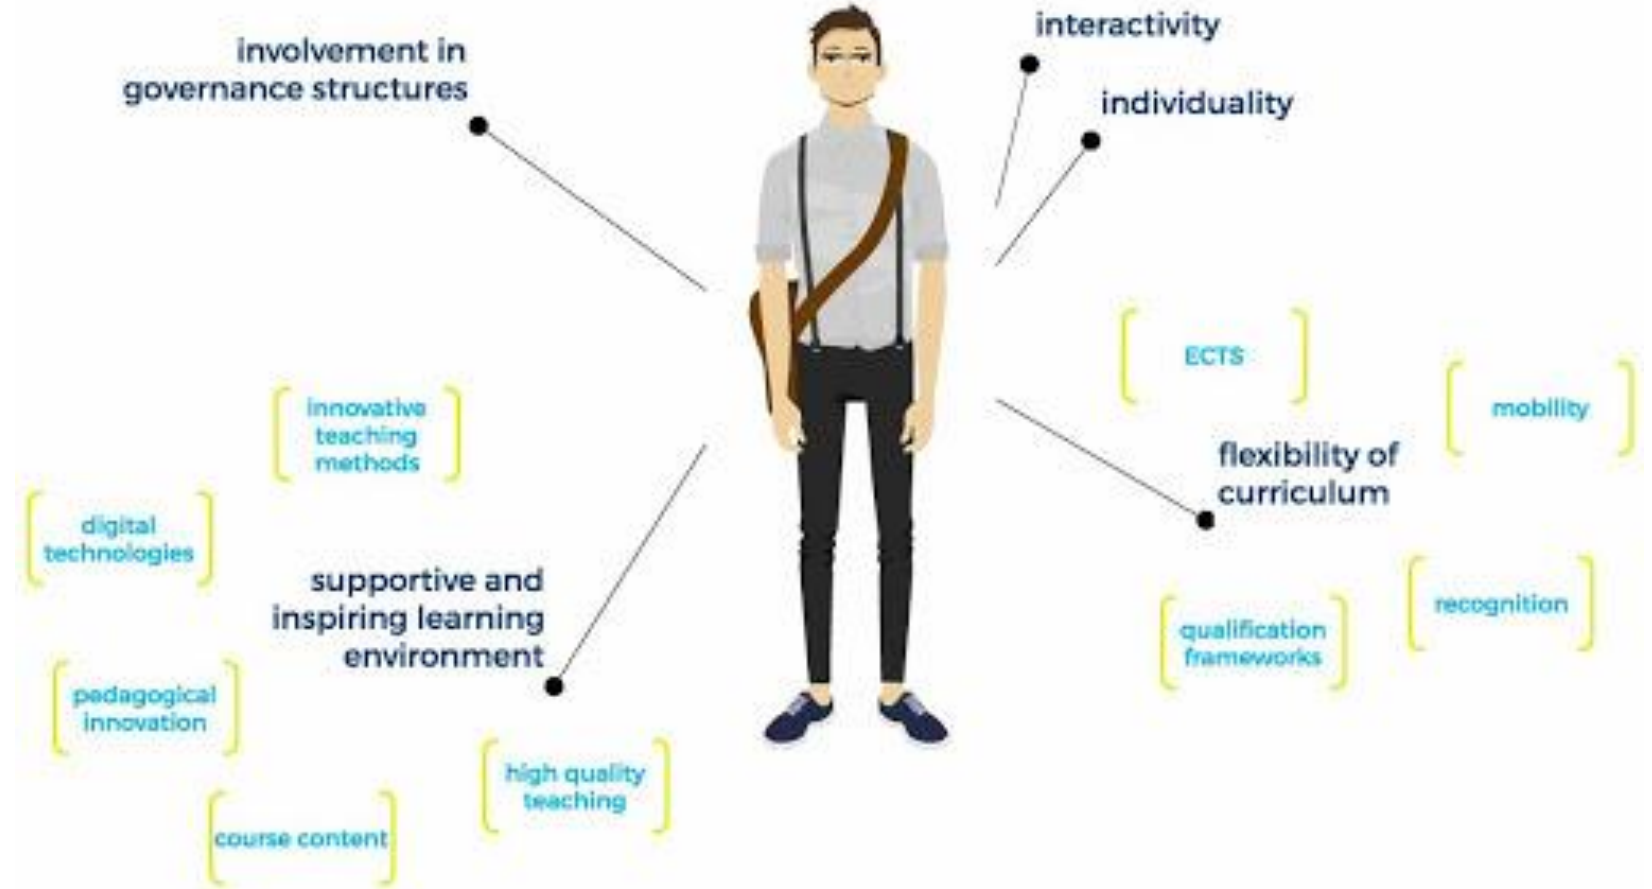 involvement in
governance structures
interactivity
individuality
ECTS
mobility
flexibility of
curriculum
recognition
qualification
frameworks
innovative
teaching
methods
digital
technologies
supportive and
inspiring learning
environment
pedagogical
innovation
high quality
teaching
course content